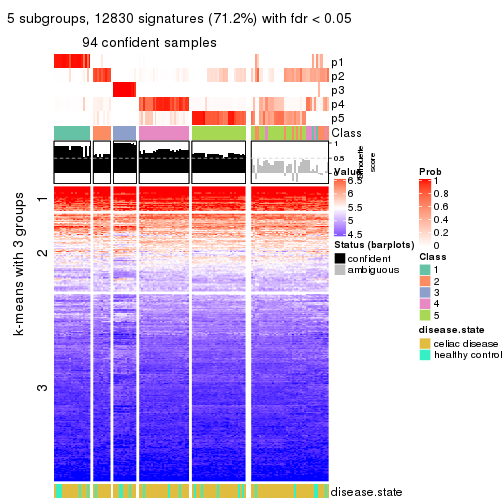 5 subgroups, 12830 signatures (71.2%) with fdr < 0.05
94 confident samples
p1
p2
p3
p4
p5
Class
1
0.5
0
silhouette
score
k-means with 3 groups
1
2
3
Value
6.5
6
5.5
5
4.5
Status (barplots)
confident
ambiguous
Prob
1
0.8
0.6
0.4
0.2
0
Class
1
2
3
4
5
disease.state
celiac disease
healthy control
disease.state